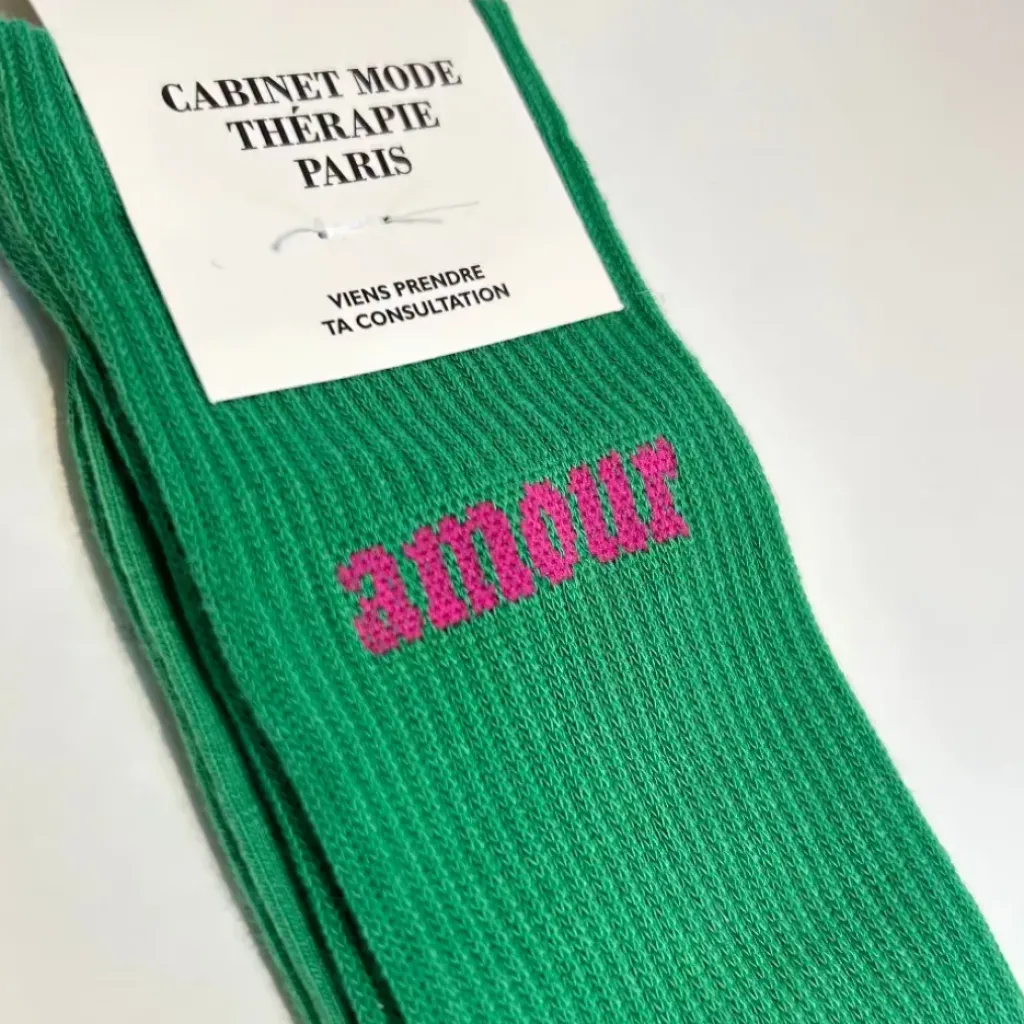 CABINET MODE
THÉRAPIE
PARIS
VIENS PRENDRE
TA CONSULTATION
amour